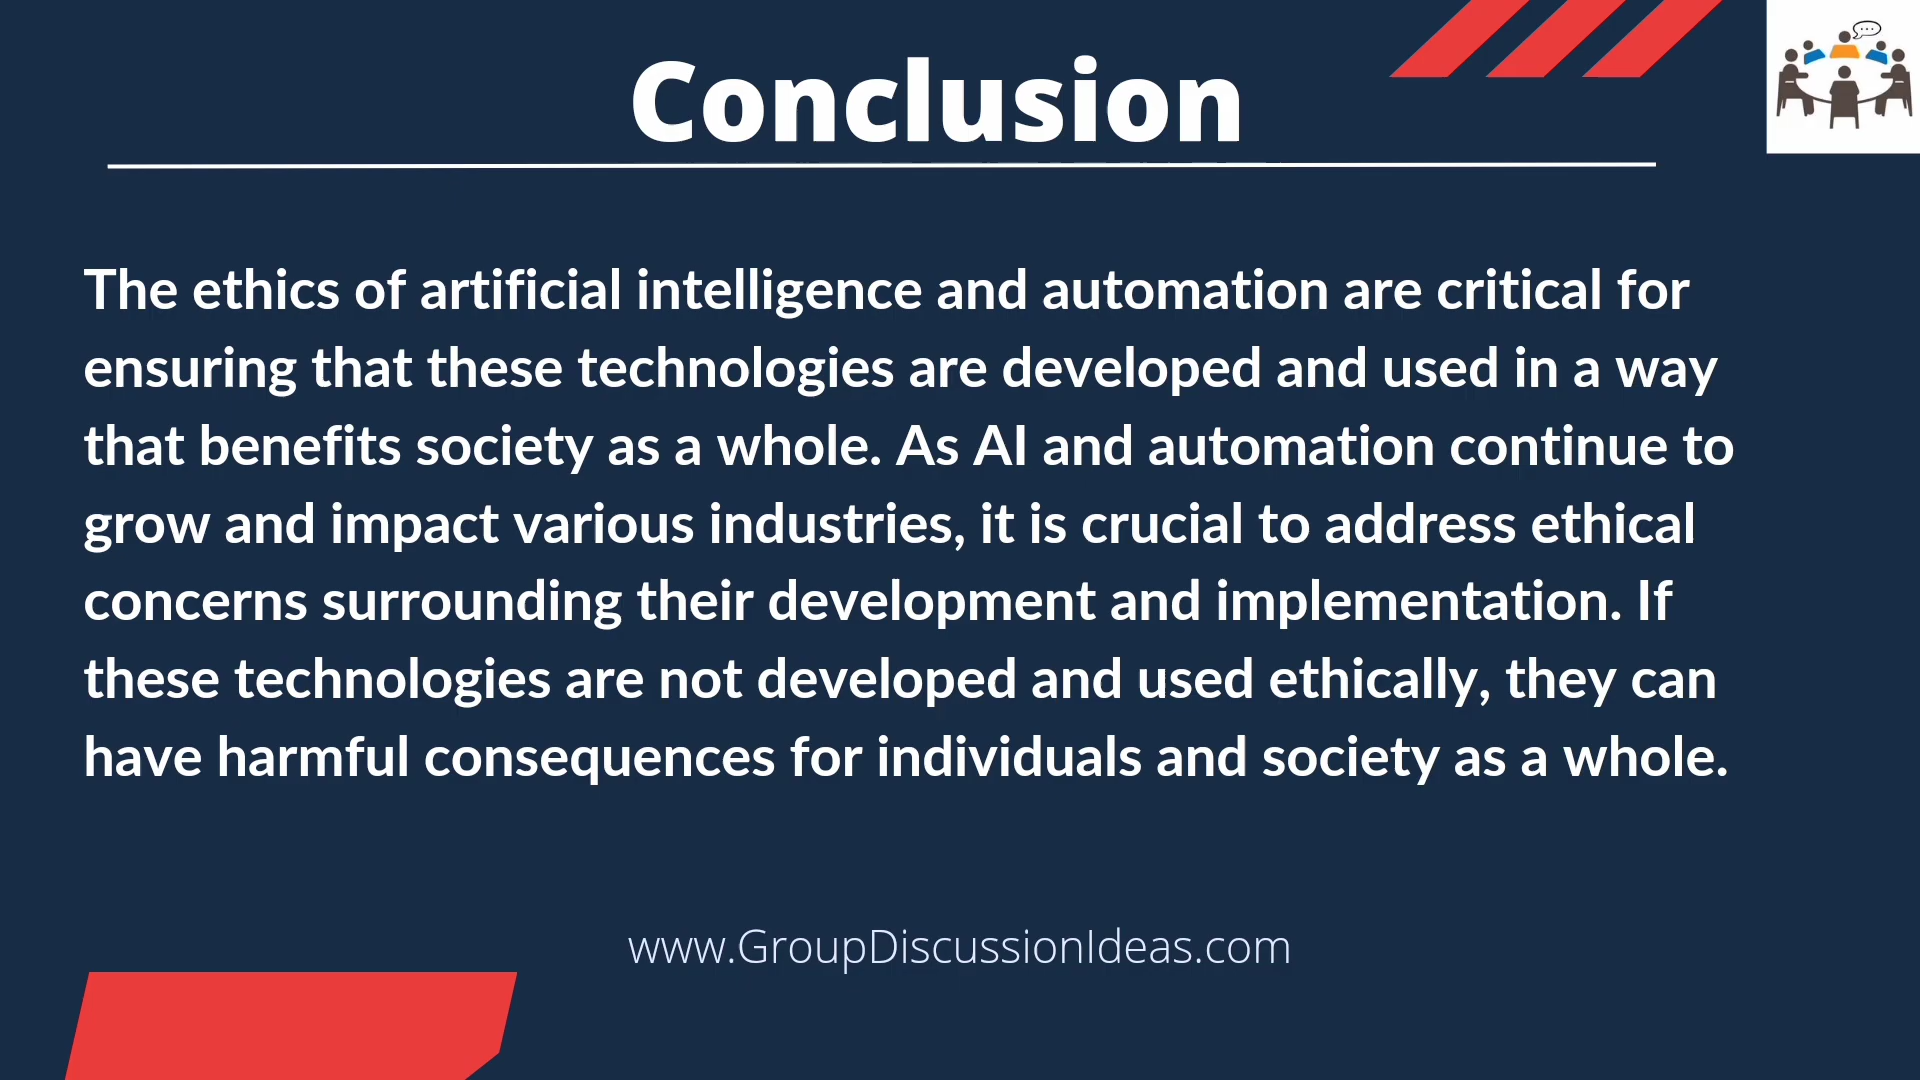 Conclusion
The ethics of artificial intelligence and automation are critical for
ensuring that these technologies are developed and used in a way
that benefits society as a whole. As AI and automation continue to
grow and impact various industries, it is crucial to address ethical
concerns surrounding their development and implementation. If
these technologies are not developed and used ethically, they can
have harmful consequences for individuals and society as a whole.
www.GroupDiscussionIdeas.com